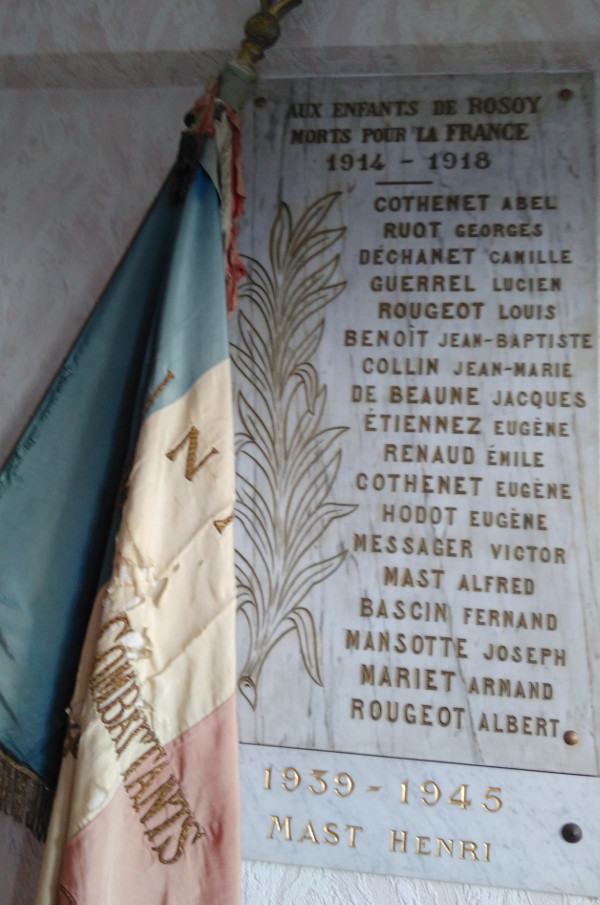 AUX ENFANTS DE ROSOY
MORTS POUR LA FRANCE
1914 - 1918
COTHENET ABEL
RUOT GEORGES
DÉCHANET CAMILLE
GUERREL LUCIEN
ROUGEOT LOUIS
BENOÎT JEAN-BAPTISTE
COLLIN JEAN-MARIE
DE BEAUNE JACQUES
ÉTIENNEZ EUGÈNE
RENAUD ÉMILE
COTHENET EUGÈNE
HODOT EUGÈNE
MESSAGER VICTOR
MAST ALFRED
BASCIN FERNAND
MANSOTTE JOSEPH
MARIET ARMAND
ROUGEOT ALBERT
1939 - 1945
MAST HENRI
COMBATTANTS